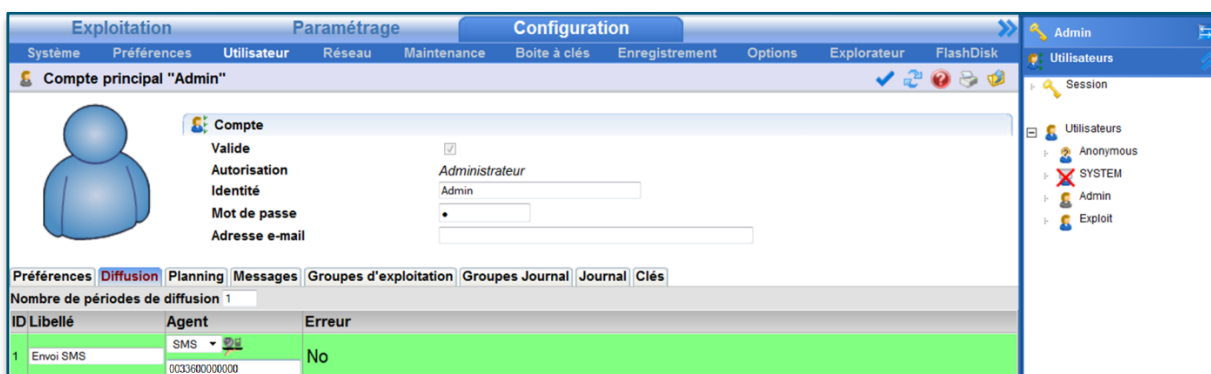 Exploitation Paramétrage Configuration
Système Préférences Utilisateur Réseau Maintenance Boite à clés Enregistrement Options Explorateur FlashDisk
Compte principal "Admin"
Compte
Valide
Autorisation Administrateur
Identité Admin
Mot de passe
Adresse e-mail
Préférences Diffusion Planning Messages Groupes d'exploitation Groupes Journal Journal Clés
Nombre de périodes de diffusion 1
ID Libellé Agent Erreur
1 Envoi SMS SMS No
0033600000000
Admin
Utilisateurs
Session
Utilisateurs
Anonymous
SYSTEM
Admin
Exploit